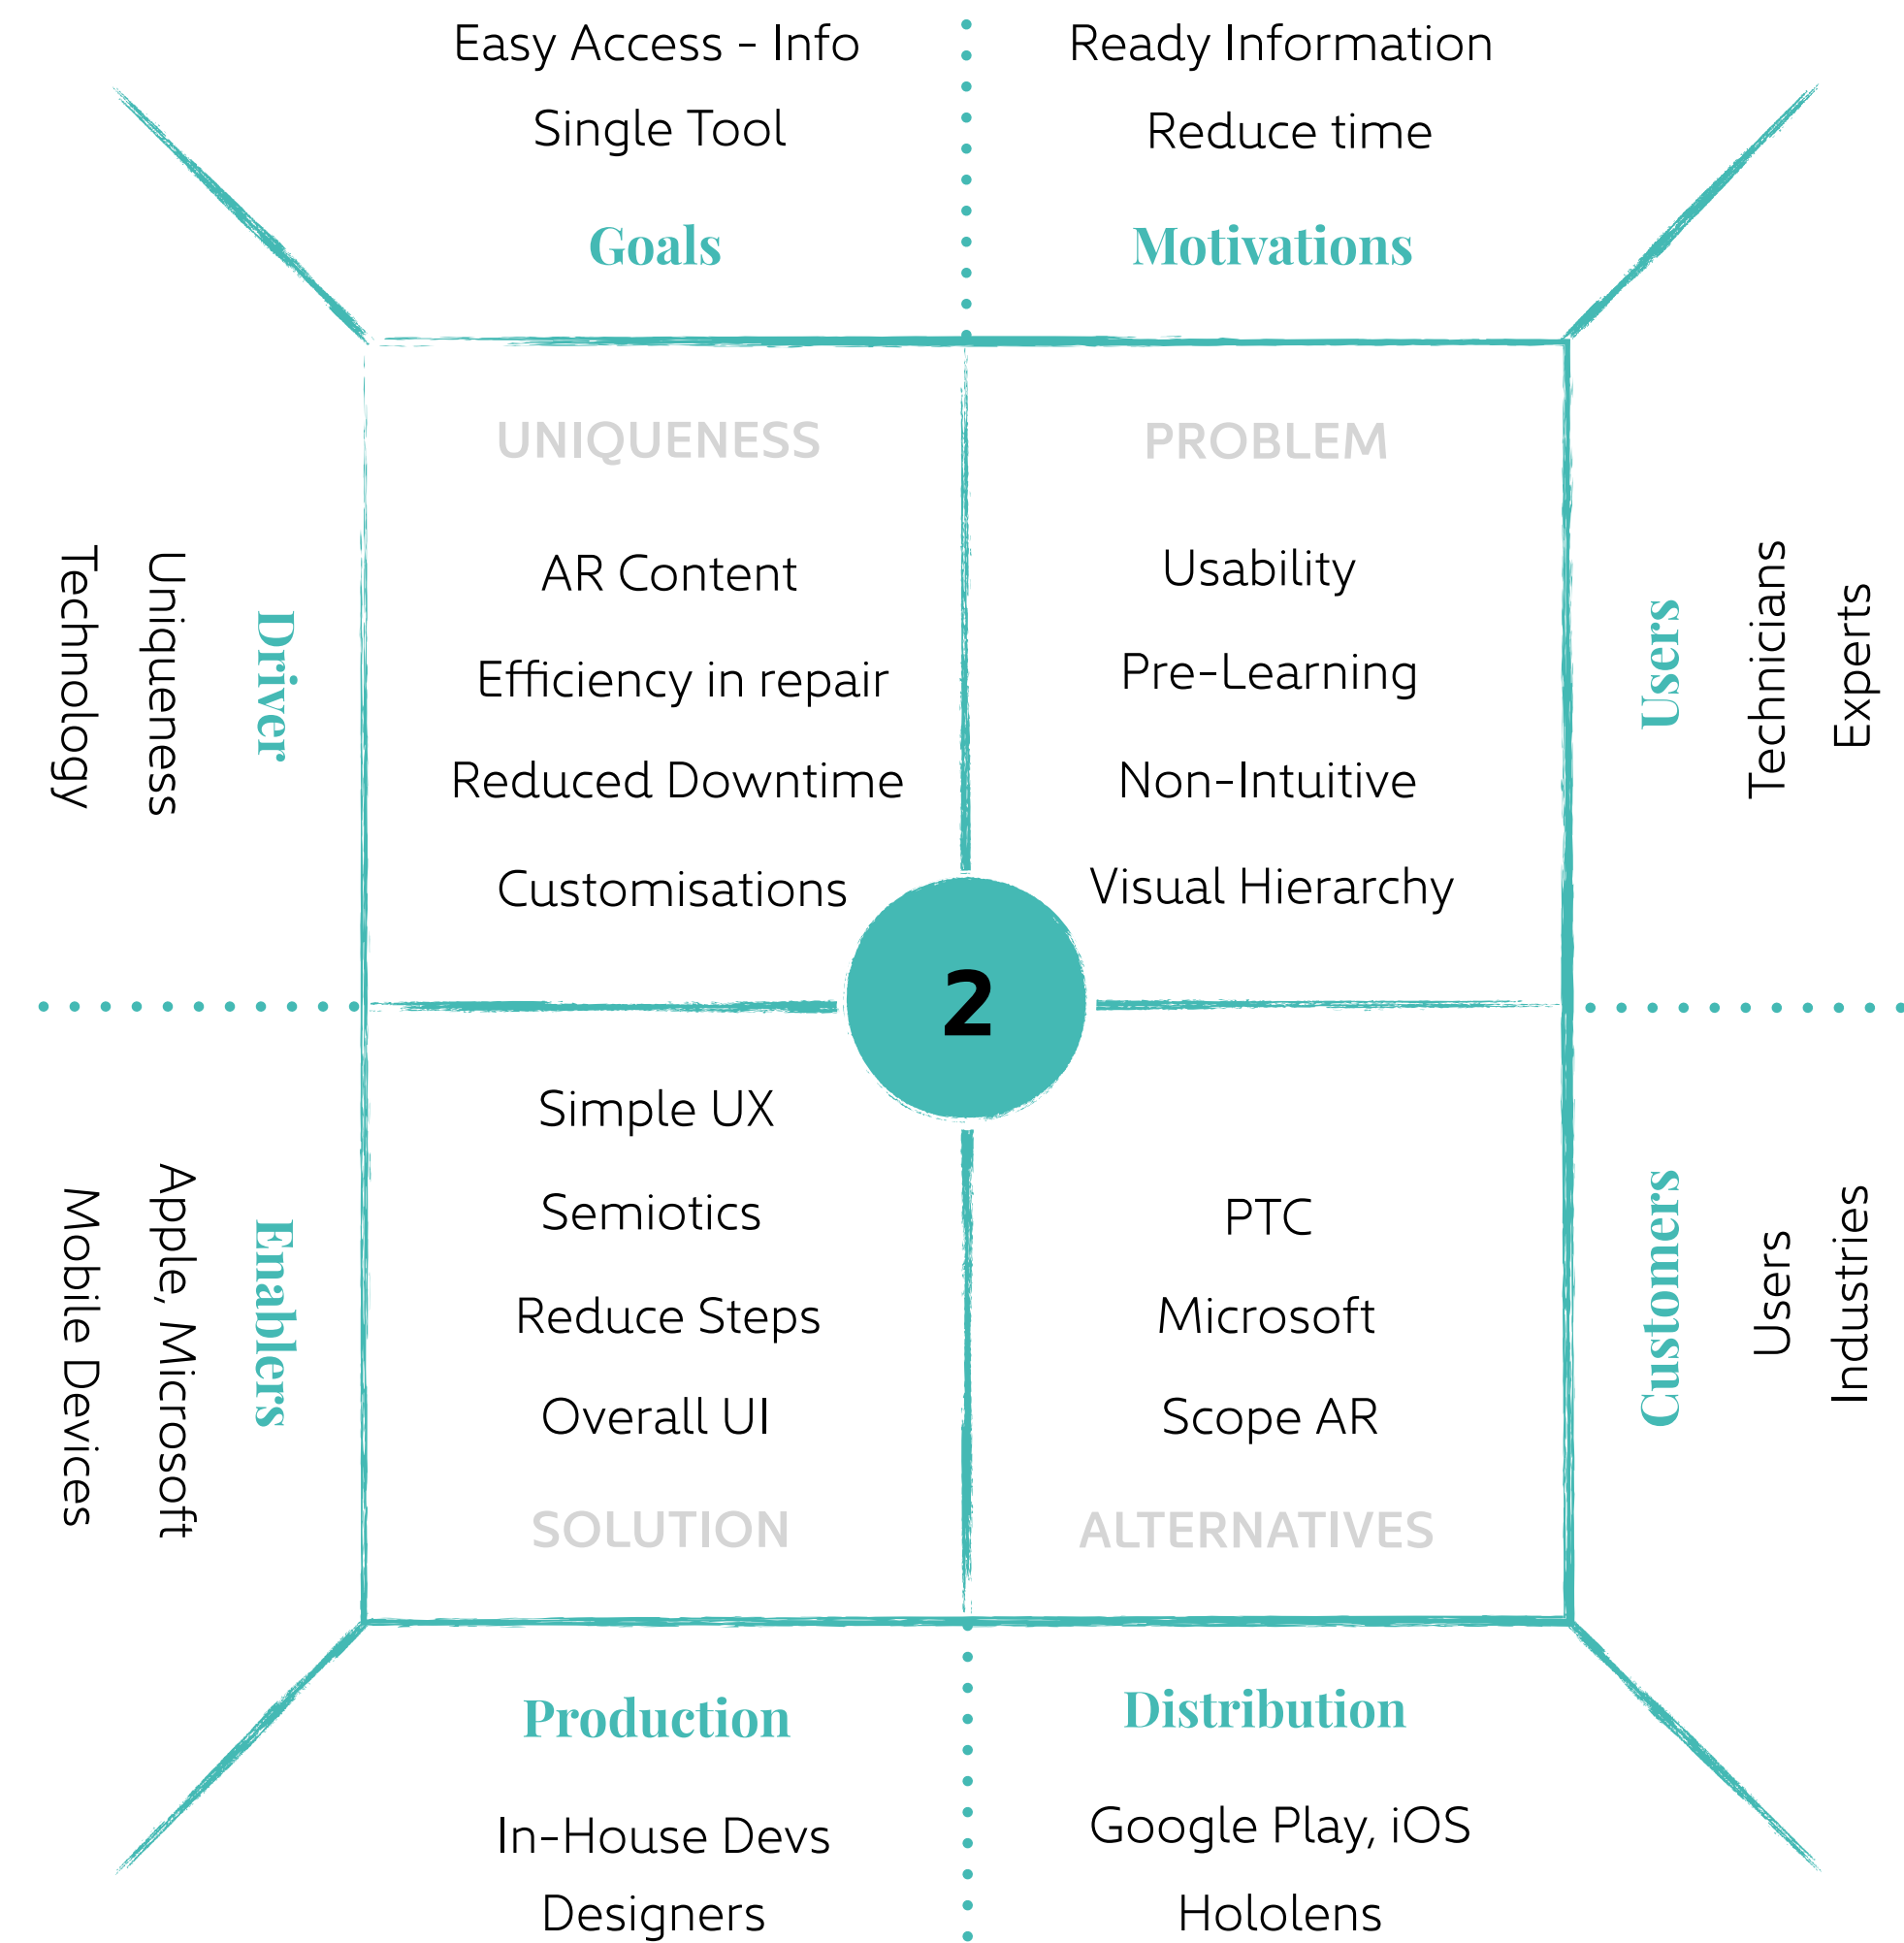 Easy Access - Info
Single Tool
Goals
Ready Information
Reduce time
Motivations
Technology
Uniqueness
Driver
UNIQUENESS
AR Content
Efficiency in repair
Reduced Downtime
Customisations
PROBLEM
Usability
Pre-Learning
Non-Intuitive
Visual Hierarchy
Users
Technicians
Experts
2
Mobile Devices
Apple, Microsoft
Enablers
Simple UX
Semiotics
Reduce Steps
Overall UI
SOLUTION
PTC
Microsoft
Scope AR
ALTERNATIVES
Customers
Users
Industries
Production
In-House Devs
Designers
Distribution
Google Play, iOS
Hololens